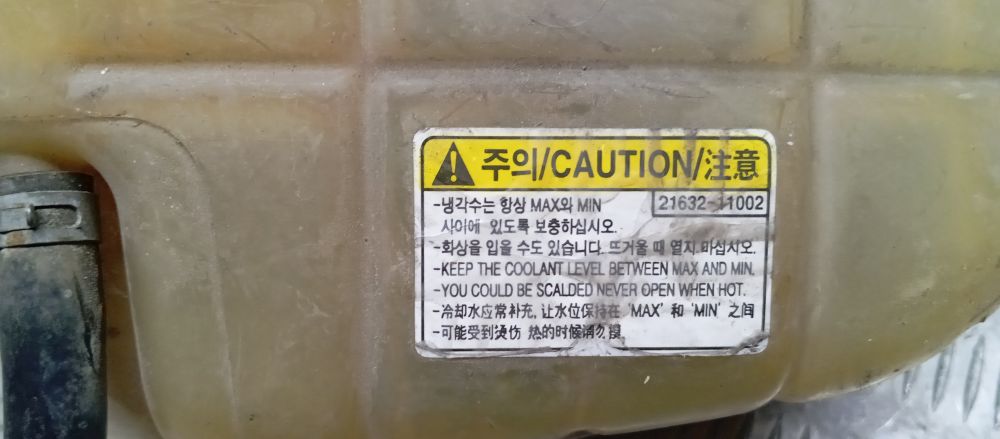 주의/CAUTION/注意
21632-11002
-냉각수는 항상 MAX와 MIN
사이에 있도록 보충하십시오.
-화상을 입을 수도 있습니다. 뜨거울 때 열지 마십시오.
-KEEP THE COOLANT LEVEL BETWEEN MAX AND MIN.
-YOU COULD BE SCALDED NEVER OPEN WHEN HOT.
-冷却水应常补充, 让水位保持在 'MAX' 和 'MIN' 之间
-可能受到烫伤 热的时候请勿摸